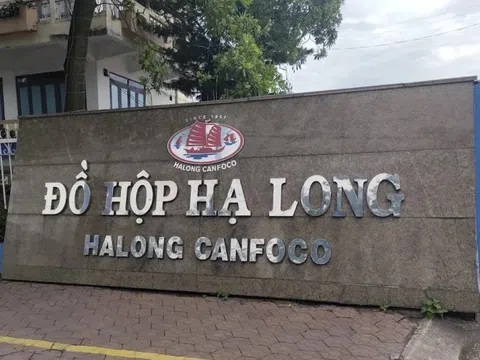 SINCE 1957
HALONG CANFOCO
ĐỒ HỘP HẠ LONG
HALONG CANFOCO